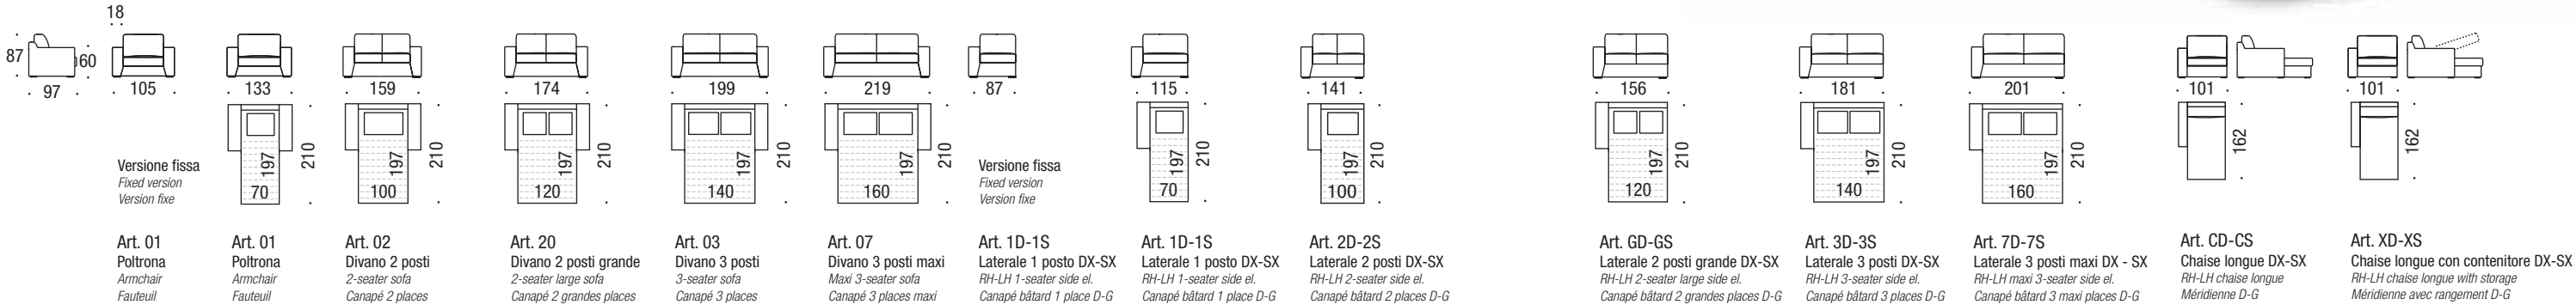 18
87
60
97
105
133
159
174
199
219
87
115
141
156
181
201
101
101
197
210
70
197
210
100
197
210
120
197
210
140
197
210
160
197
210
70
197
210
100
197
210
120
197
210
140
197
210
160
162
162
Versione fissa
Fixed version
Version fixe
Versione fissa
Fixed version
Version fixe
Art. 01
Poltrona
Armchair
Fauteuil
Art. 01
Poltrona
Armchair
Fauteuil
Art. 02
Divano 2 posti
2-seater sofa
Canapé 2 places
Art. 20
Divano 2 posti grande
2-seater large sofa
Canapé 2 grandes places
Art. 03
Divano 3 posti
3-seater sofa
Canapé 3 places
Art. 07
Divano 3 posti maxi
Maxi 3-seater sofa
Canapé 3 places maxi
Art. 1D-1S
Laterale 1 posto DX-SX
RH-LH 1-seater side el.
Canapé bâtard 1 place D-G
Art. 1D-1S
Laterale 1 posto DX-SX
RH-LH 1-seater side el.
Canapé bâtard 1 place D-G
Art. 2D-2S
Laterale 2 posti DX-SX
RH-LH 2-seater side el.
Canapé bâtard 2 places D-G
Art. GD-GS
Laterale 2 posti grande DX-SX
RH-LH 2-seater large side el.
Canapé bâtard 2 grandes places D-G
Art. 3D-3S
Laterale 3 posti DX-SX
RH-LH 3-seater side el.
Canapé bâtard 3 places D-G
Art. 7D-7S
Laterale 3 posti maxi DX - SX
RH-LH maxi 3-seater side el.
Canapé bâtard 3 maxi places D-G
Art. CD-CS
Chaise longue DX-SX
RH-LH chaise longue
Méridienne D-G
Art. XD-XS
Chaise longue con contenitore DX-SX
RH-LH chaise longue with storage
Méridienne avec rangement D-G